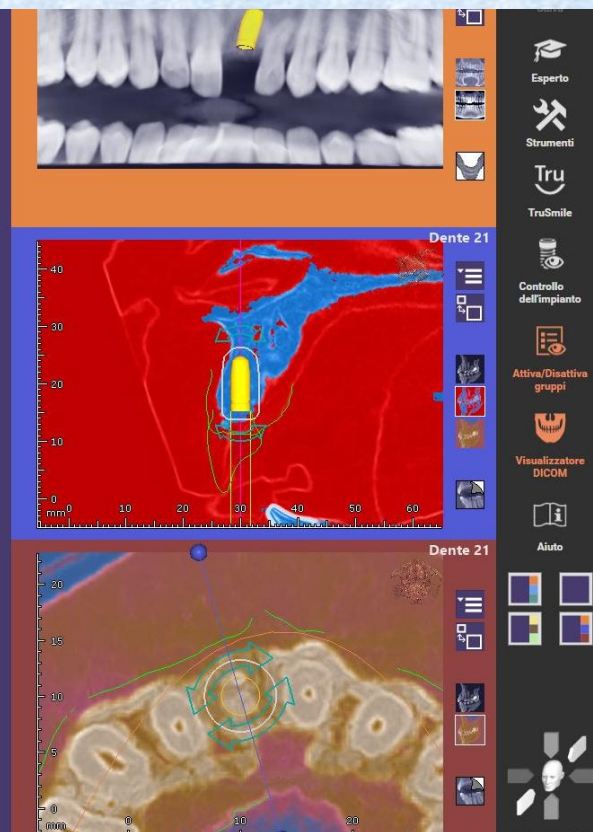 Esperto
Strumenti
Tru
TruSmile
Controllo
dell'impianto
Attiva/Disattiva
gruppi
Visualizzatore
DICOM
Aiuto
Dente 21
40
30
20
10
0
mm
0
10
20
30
40
50
60
Dente 21
20
15
10
5
0
mm
0
10
20